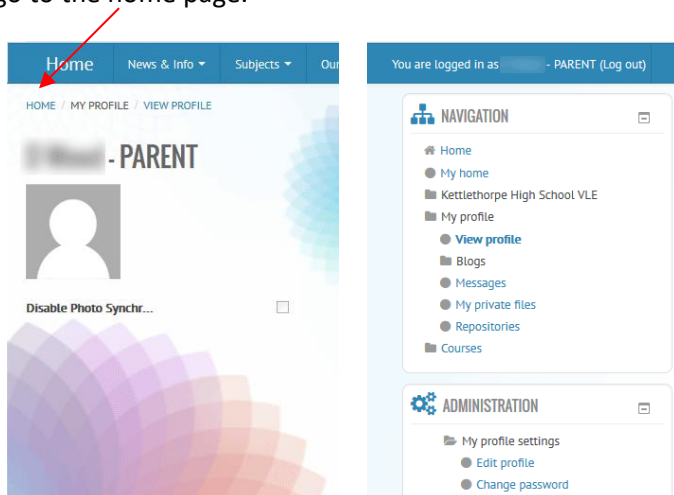 go to the home page.
Home News & Info Subjects Our
HOME / MY PROFILE / VIEW PROFILE
- PARENT
Disable Photo Synchr...
You are logged in as - PARENT (Log out)
NAVIGATION
Home
My home
Kettlethorpe High School VLE
My profile
View profile
Blogs
Messages
My private files
Repositories
Courses
ADMINISTRATION
My profile settings
Edit profile
Change password